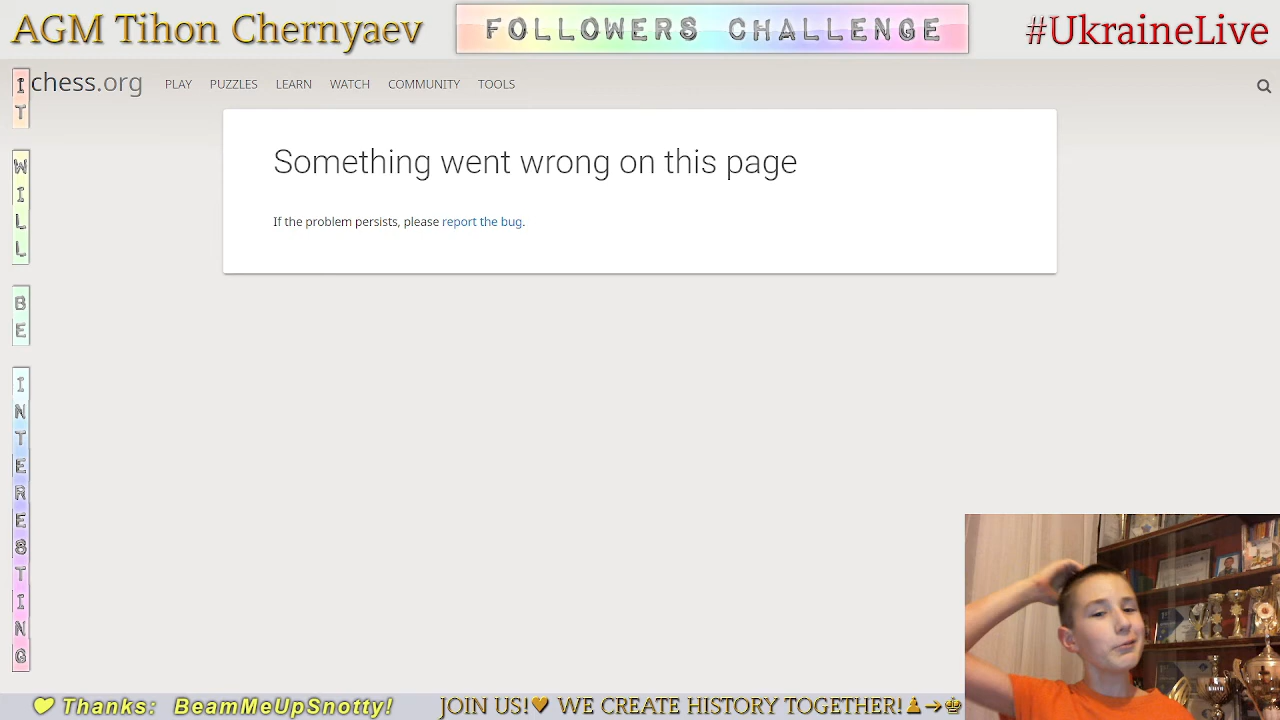 AGM Tihon Chernyaev
FOLLOWERS CHALLENGE
#UkraineLive
chess.org
PLAY PUZZLES LEARN WATCH COMMUNITY TOOLS
IT WILL BE INTERESTING
Something went wrong on this page
If the problem persists, please report the bug.
Thanks: BeamMeUpSnotty!
JOIN US!♥ WE CREATE HISTORY TOGETHER!♟→♚